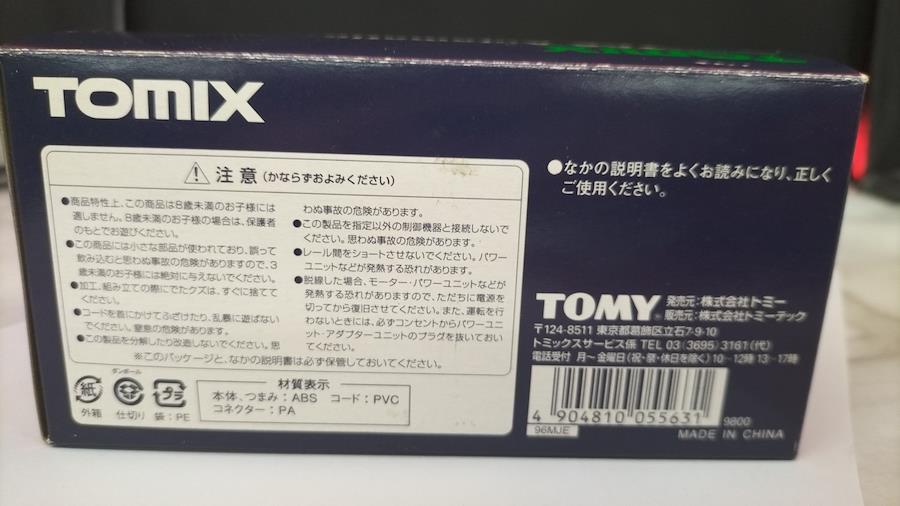 TOMIX
注意(かならずおよみください)
●商品特性上、この商品は8歳未満のお子様には
適しません。8歳未満のお子様の場合は、保護者
のもとでお遊びください。
●この商品には小さな部品が使われており、誤って
飲み込むと思わぬ事故の危険がありますので、3
歳未満のお子様には絶対に与えないでください。
●加工、組み立ての際でたクズは、すぐに捨てて
ください。
●コードを首にかけてふざけたり、乱暴に遊ばない
でください。窒息の危険があります。
●この製品を分解したり改造しないでください。思
わぬ事故の危険があります。
●この製品を指定以外の制御機器と接続しないで
ください。思わぬ事故の危険があります。
●レール間をショートさせないでください。パワー
ユニットなどが発熱する恐れがあります。
●脱線した場合、モーター・パワーユニットなどが
発熱する恐れがありますので、ただちに電源を
切ってから復旧させてください。また、運転を行
わないときには、必ずコンセントからパワーユニ
ット・アダプターユニットのプラグを抜いておい
てください。
※このパッケージと、なかの説明書は必ず保管しておいてください。
紙
外箱
ダンボール
仕切り
プラ
袋:PE
材質表示
本体、つまみ:ABS コード:PVC
コネクター:PA
●なかの説明書をよくお読みになり、正しく
ご使用ください。
TOMY
発売元:株式会社トミー
販売元:株式会社トミーテック
〒124-8511 東京都葛飾区立石7-9-10
トミックスサービス係 TEL 03(3695)3161(代)
電話受付 月~金曜日(祝・祭・休日を除く)10~12時 13~17時
4 904810 055631
9800
96MJE
MADE IN CHINA